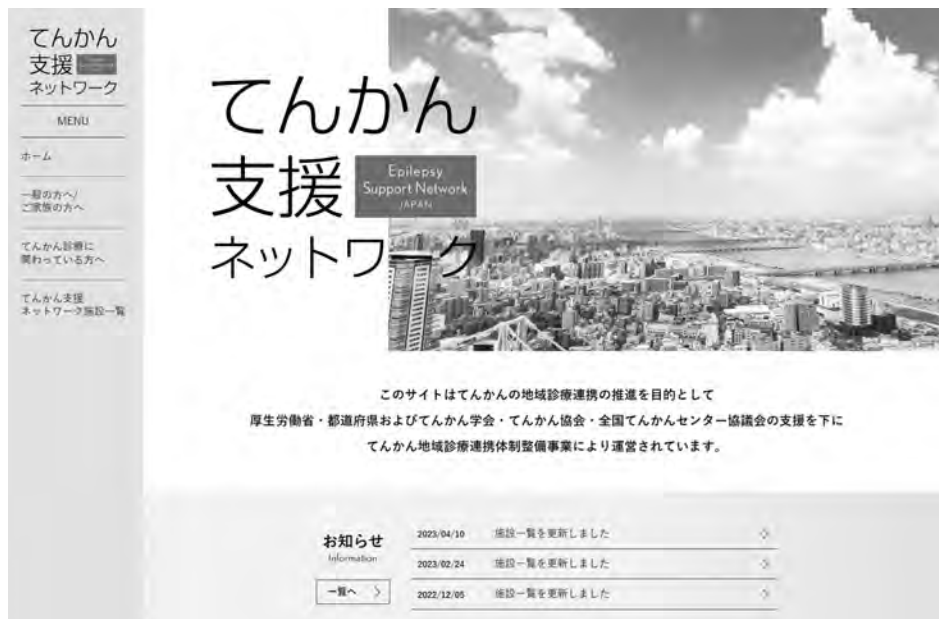 てんかん
支援
ネットワーク
MENU
ホーム
一般の方へ/
ご家族の方へ
てんかん診療に
関わっている方へ
てんかん支援
ネットワーク施設一覧
てんかん
支援
Epilepsy
Support Network
JAPAN
ネットワーク
このサイトはてんかんの地域診療連携の推進を目的として
厚生労働省・都道府県およびてんかん学会・てんかん協会・全国てんかんセンター協議会の支援を下に
てんかん地域診療連携体制整備事業により運営されています。
お知らせ
Information
一覧へ
2023/04/10 施設一覧を更新しました
2023/02/24 施設一覧を更新しました
2022/12/05 施設一覧を更新しました